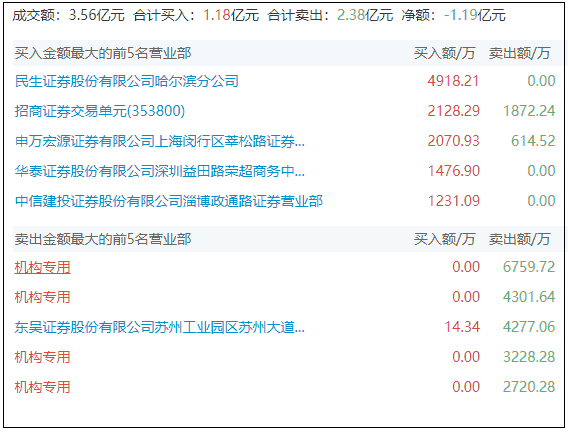 成交额：3.56亿元 合计买入：1.18亿元 合计卖出：2.38亿元 净额：-1.19亿元
买入金额最大的前5名营业部 买入额/万 卖出额/万
民生证券股份有限公司哈尔滨分公司 4918.21 0.00
招商证券交易单元(353800) 2128.29 1872.24
申万宏源证券有限公司上海闵行区莘松路证券... 2070.93 614.52
华泰证券股份有限公司深圳益田路荣超商务中... 1476.90 0.00
中信建投证券股份有限公司淄博政通路证券营业部 1231.09 0.00
卖出金额最大的前5名营业部 买入额/万 卖出额/万
机构专用 0.00 6759.72
机构专用 0.00 4301.64
东吴证券股份有限公司苏州工业园区苏州大道... 14.34 4277.06
机构专用 0.00 3228.28
机构专用 0.00 2720.28